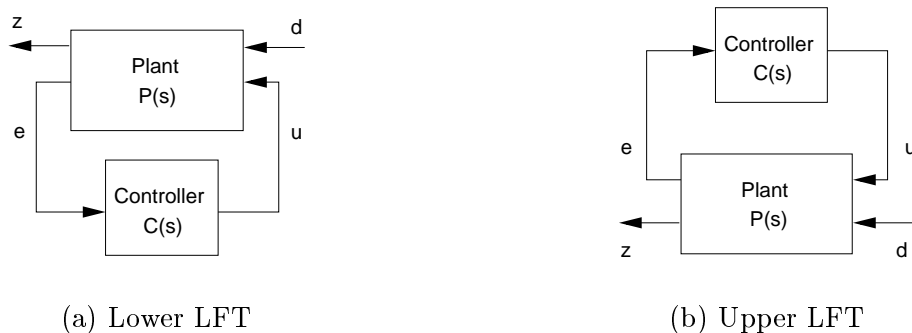 z
d
Plant
P(s)
e
u
Controller
C(s)
(a) Lower LFT
Controller
C(s)
e
u
Plant
P(s)
z
d
(b) Upper LFT